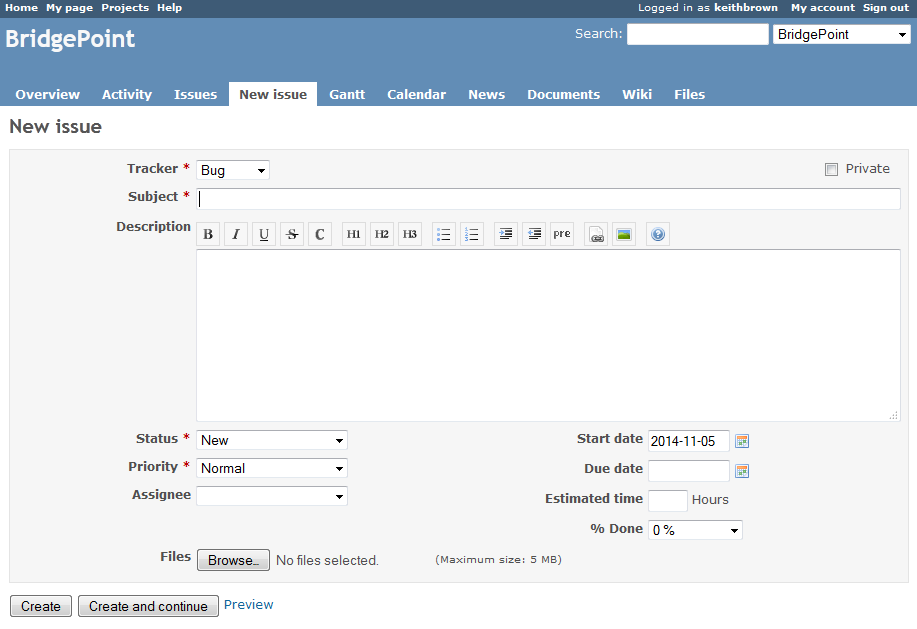 Home My page Projects Help Logged in as keithbrown My account Sign out
BridgePoint Search: BridgePoint
Overview Activity Issues New issue Gantt Calendar News Documents Wiki Files
New issue
Tracker * Bug Private
Subject *
Description B I U S C H1 H2 H3 pre
Status * New Start date 2014-11-05
Priority * Normal Due date
Assignee Estimated time Hours
% Done 0 %
Files Browse... No files selected. (Maximum size: 5 MB)
Create Create and continue Preview